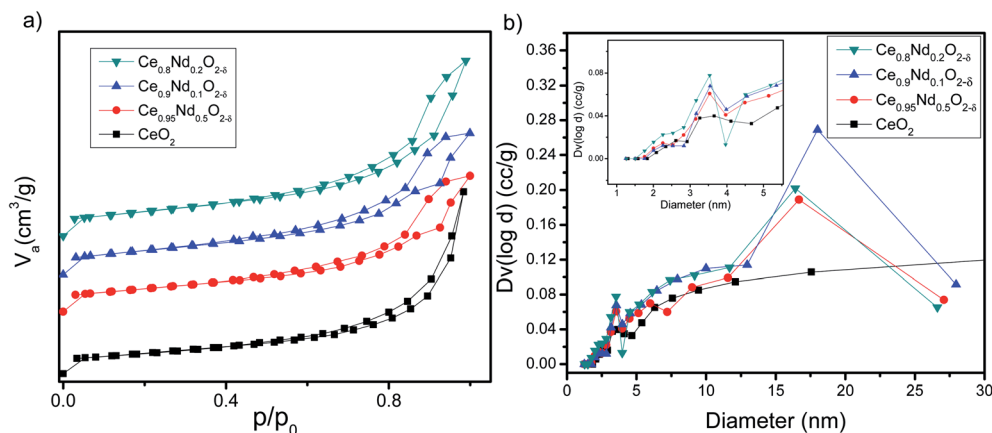 a)
Ce0.8Nd0.2O2-δ
Ce0.9Nd0.1O2-δ
Ce0.95Nd0.5O2-δ
CeO2
Va(cm3/g)
0.0 0.4 0.8
p/p0
b)
0.36
0.32
0.28
0.24
0.20
0.16
0.12
0.08
0.04
0.00
Dv(log d) (cc/g)
0 5 10 15 20 25 30
Diameter (nm)
Ce0.8Nd0.2O2-δ
Ce0.9Nd0.1O2-δ
Ce0.95Nd0.5O2-δ
CeO2
Dv(log d) (cc/g)
0.08
0.04
0.00
1 2 3 4 5
Diameter (nm)